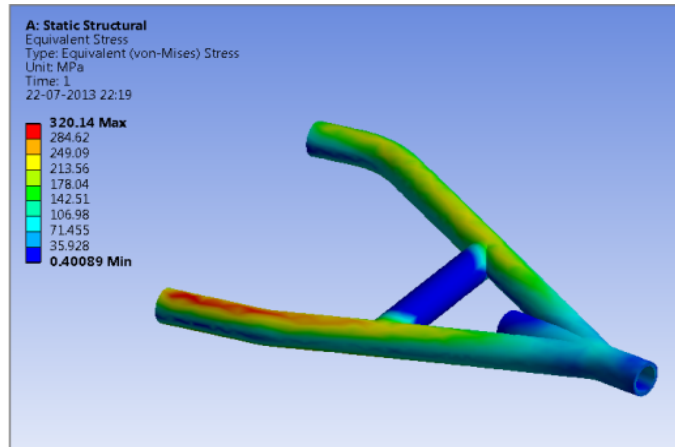 A: Static Structural
Equivalent Stress
Type: Equivalent (von-Mises) Stress
Unit: MPa
Time: 1
22-07-2013 22:19
320.14 Max
284.62
249.09
213.56
178.04
142.51
106.98
71.455
35.928
0.40089 Min